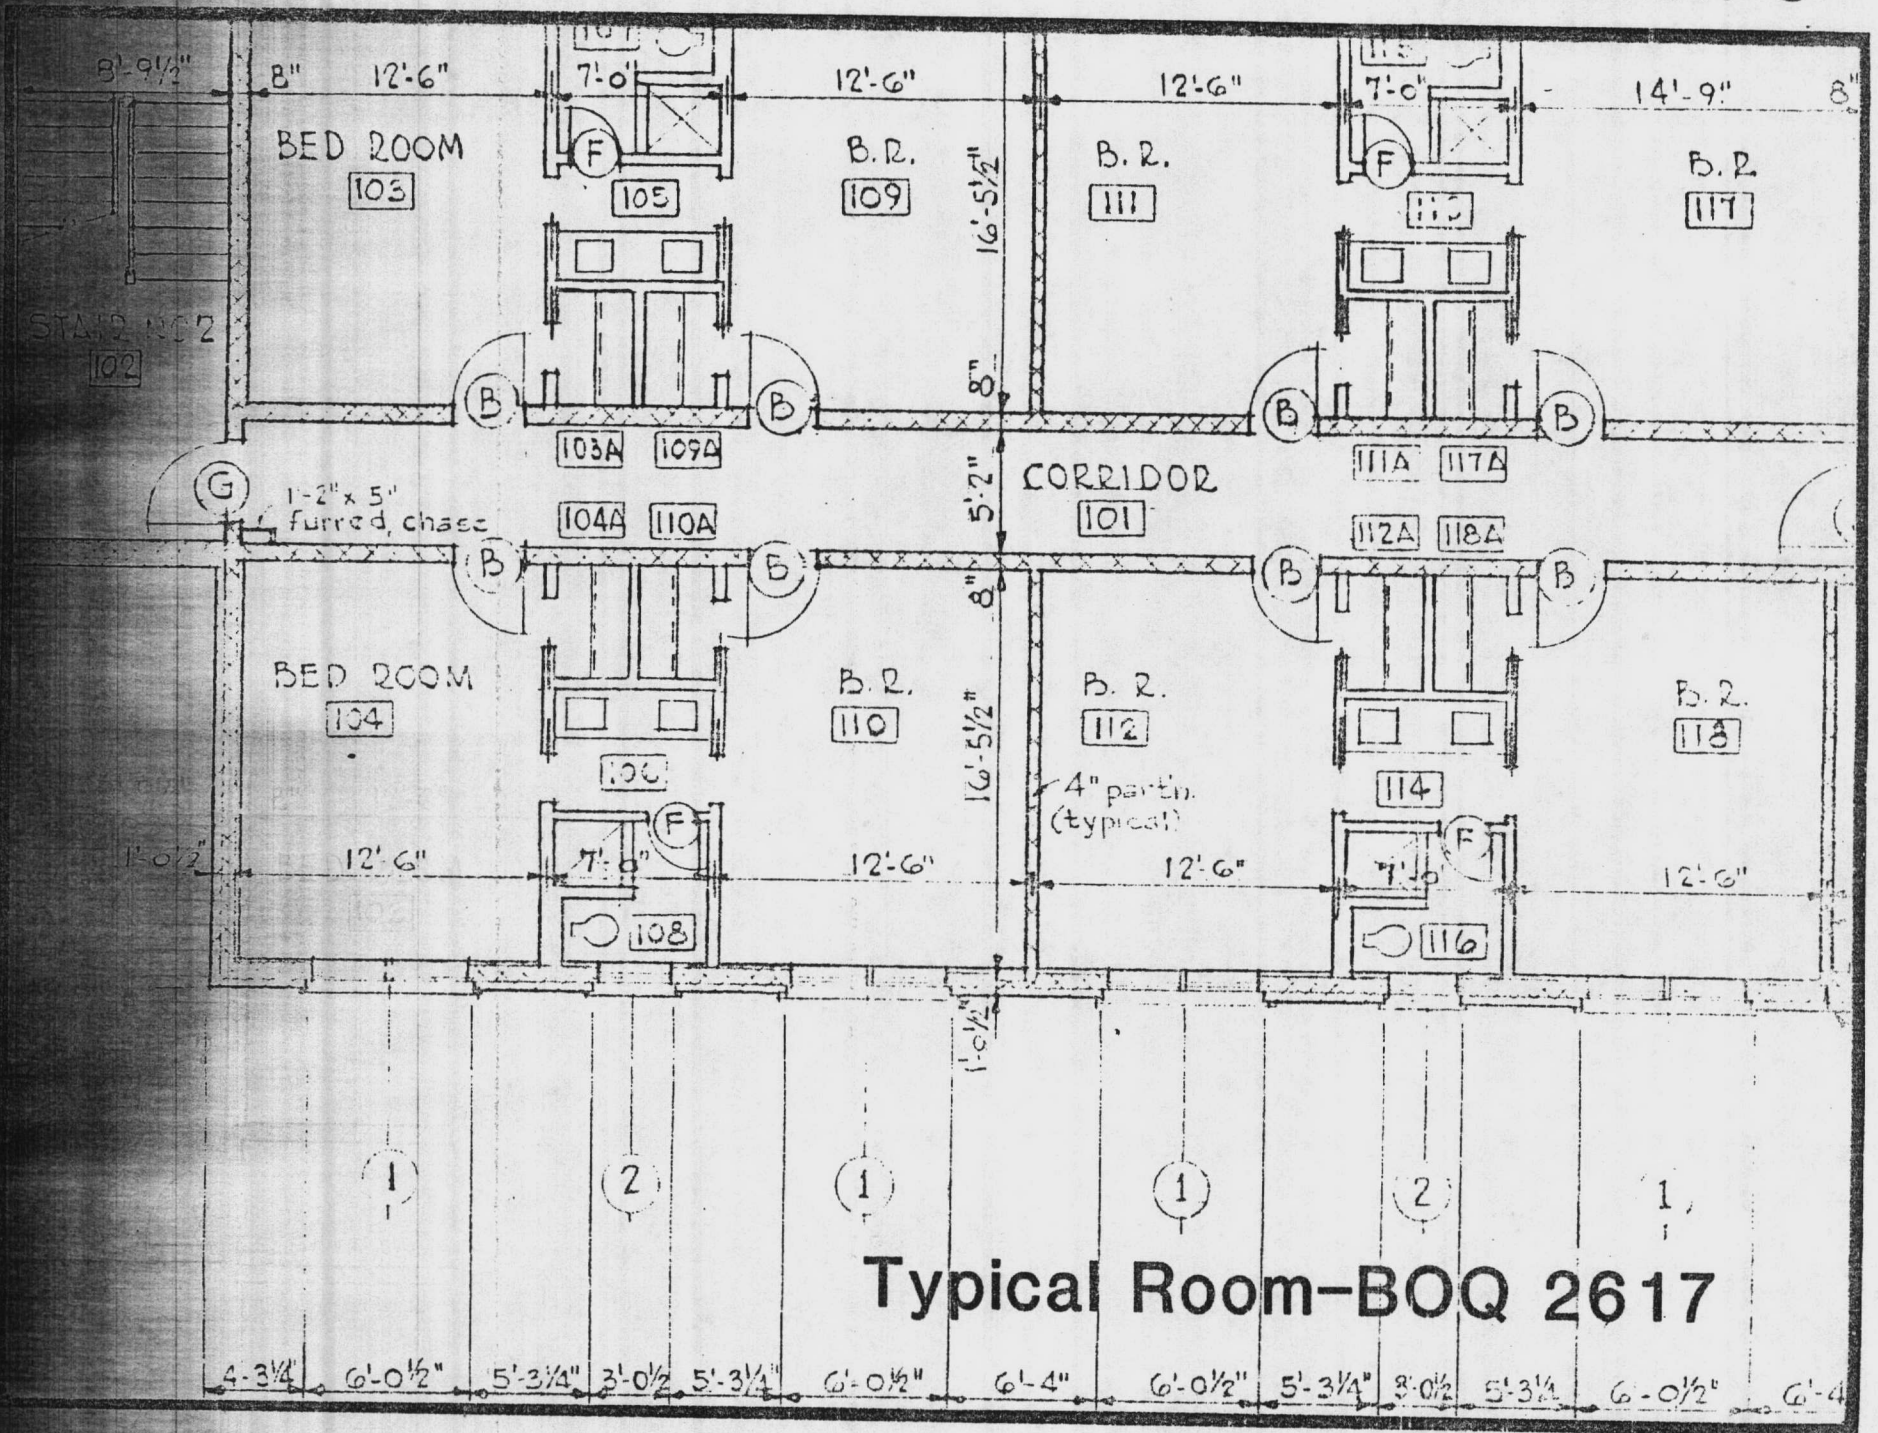 107
8'-9½"
8"
12'-6"
7'-0"
12'-6"
12'-6"
7'-0"
14'-9"
8"
BED ROOM
103
F
105
B.R.
109
16'-5½"
B.R.
111
F
B.R.
117
STAIR NO 2
102
8"
B
B
B
B
103A
109A
111A
117A
G
1'-2" x 5"
furred chase
5'-2"
CORRIDOR
101
104A
110A
112A
118A
B
B
B
B
8"
BED ROOM
104
B.R.
110
16'-5½"
B.R.
112
B.R.
118
106
4" part'n.
(typical)
114
F
F
1'-0½"
12'-6"
7'-0"
12'-6"
12'-6"
7'-0"
12'-6"
108
116
1'-0½"
1
2
1
1
2
1
Typical Room-BOQ 2617
4-3¼"
6'-0½"
5'-3¼"
3'-0½
5'-3¼"
6'-0½"
6'-4"
6'-0½"
5'-3¼"
3'-0½
5'-3¼
6'-0½"
6'-4